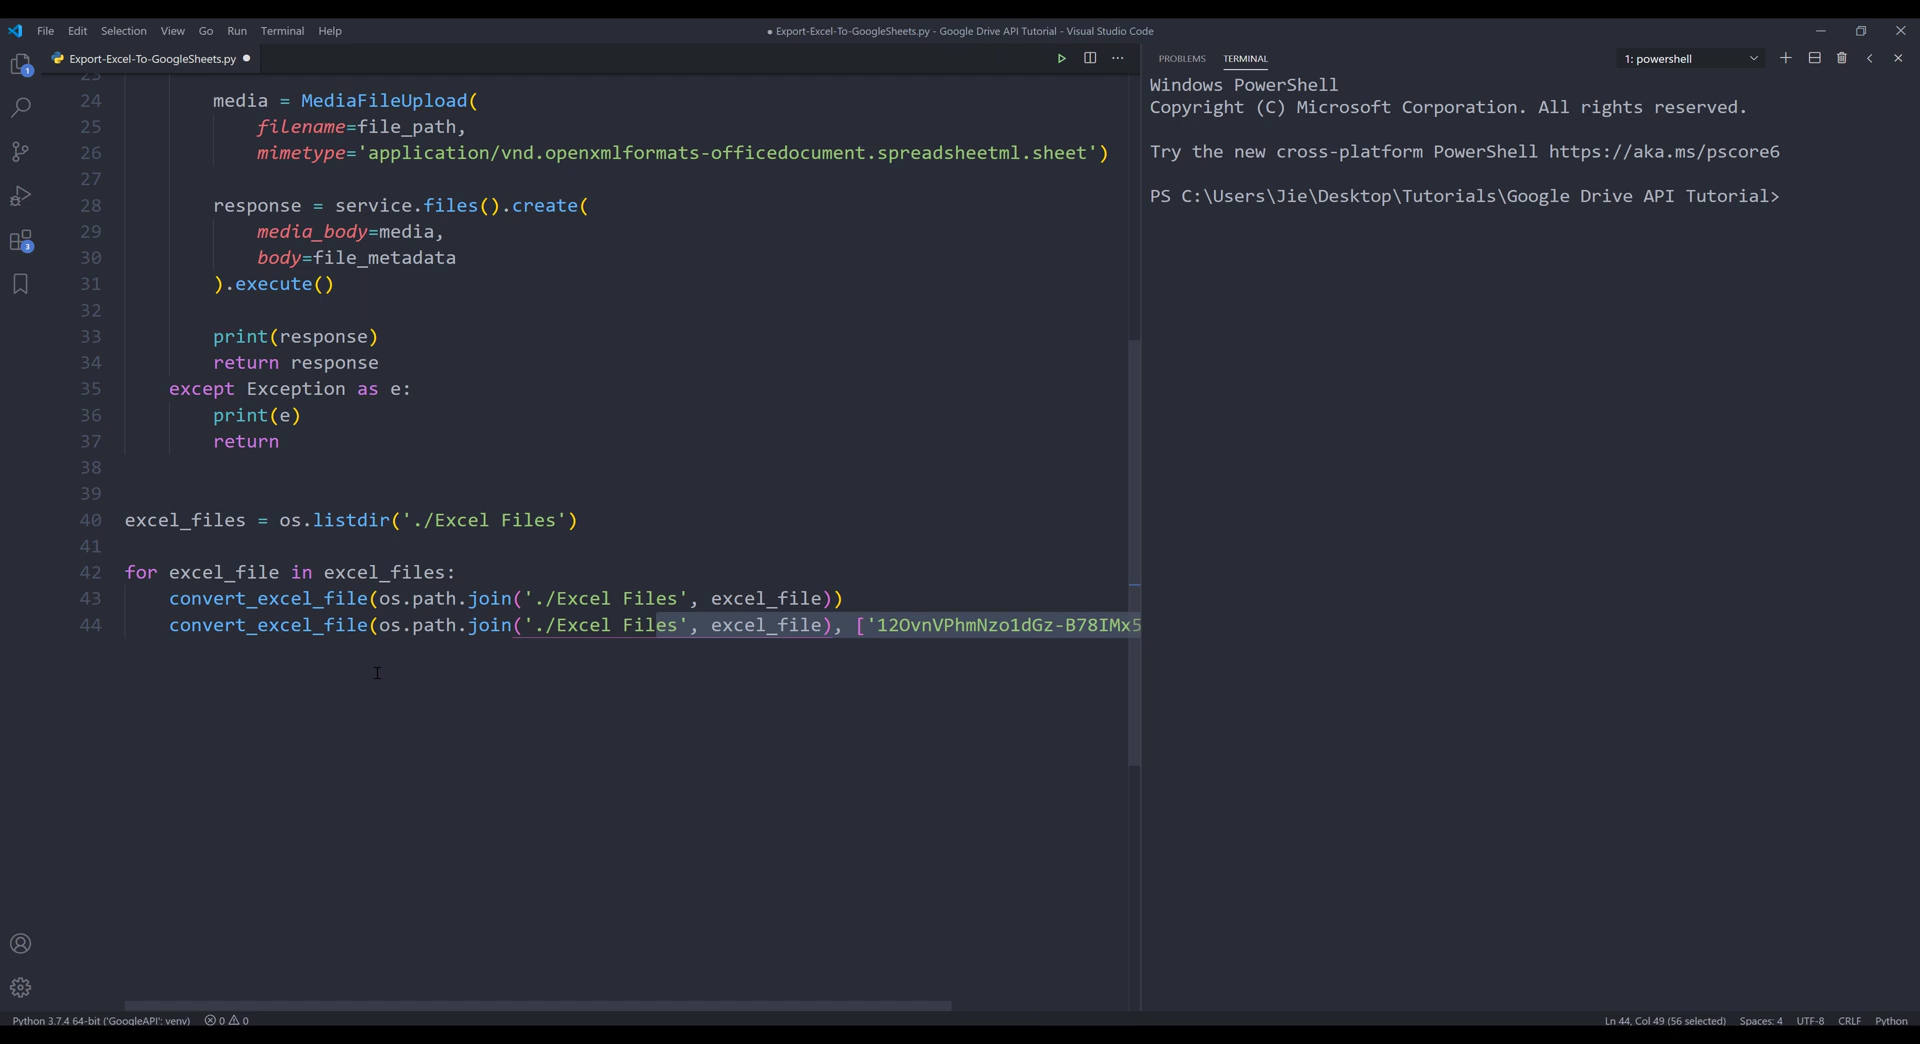 File Edit Selection View Go Run Terminal Help
● Export-Excel-To-GoogleSheets.py - Google Drive API Tutorial - Visual Studio Code
Export-Excel-To-GoogleSheets.py
23
24 media = MediaFileUpload(
25 filename=file_path,
26 mimetype='application/vnd.openxmlformats-officedocument.spreadsheetml.sheet')
27
28 response = service.files().create(
29 media_body=media,
30 body=file_metadata
31 ).execute()
32
33 print(response)
34 return response
35 except Exception as e:
36 print(e)
37 return
38
39
40 excel_files = os.listdir('./Excel Files')
41
42 for excel_file in excel_files:
43 convert_excel_file(os.path.join('./Excel Files', excel_file))
44 convert_excel_file(os.path.join('./Excel Files', excel_file), ['12OvnVPhmNzo1dGz-B78IMx5
1
3
PROBLEMS TERMINAL
1: powershell
Windows PowerShell
Copyright (C) Microsoft Corporation. All rights reserved.
Try the new cross-platform PowerShell https://aka.ms/pscore6
PS C:\Users\Jie\Desktop\Tutorials\Google Drive API Tutorial>
Python 3.7.4 64-bit ('GoogleAPI': venv) 0 0
Ln 44, Col 49 (56 selected) Spaces: 4 UTF-8 CRLF Python